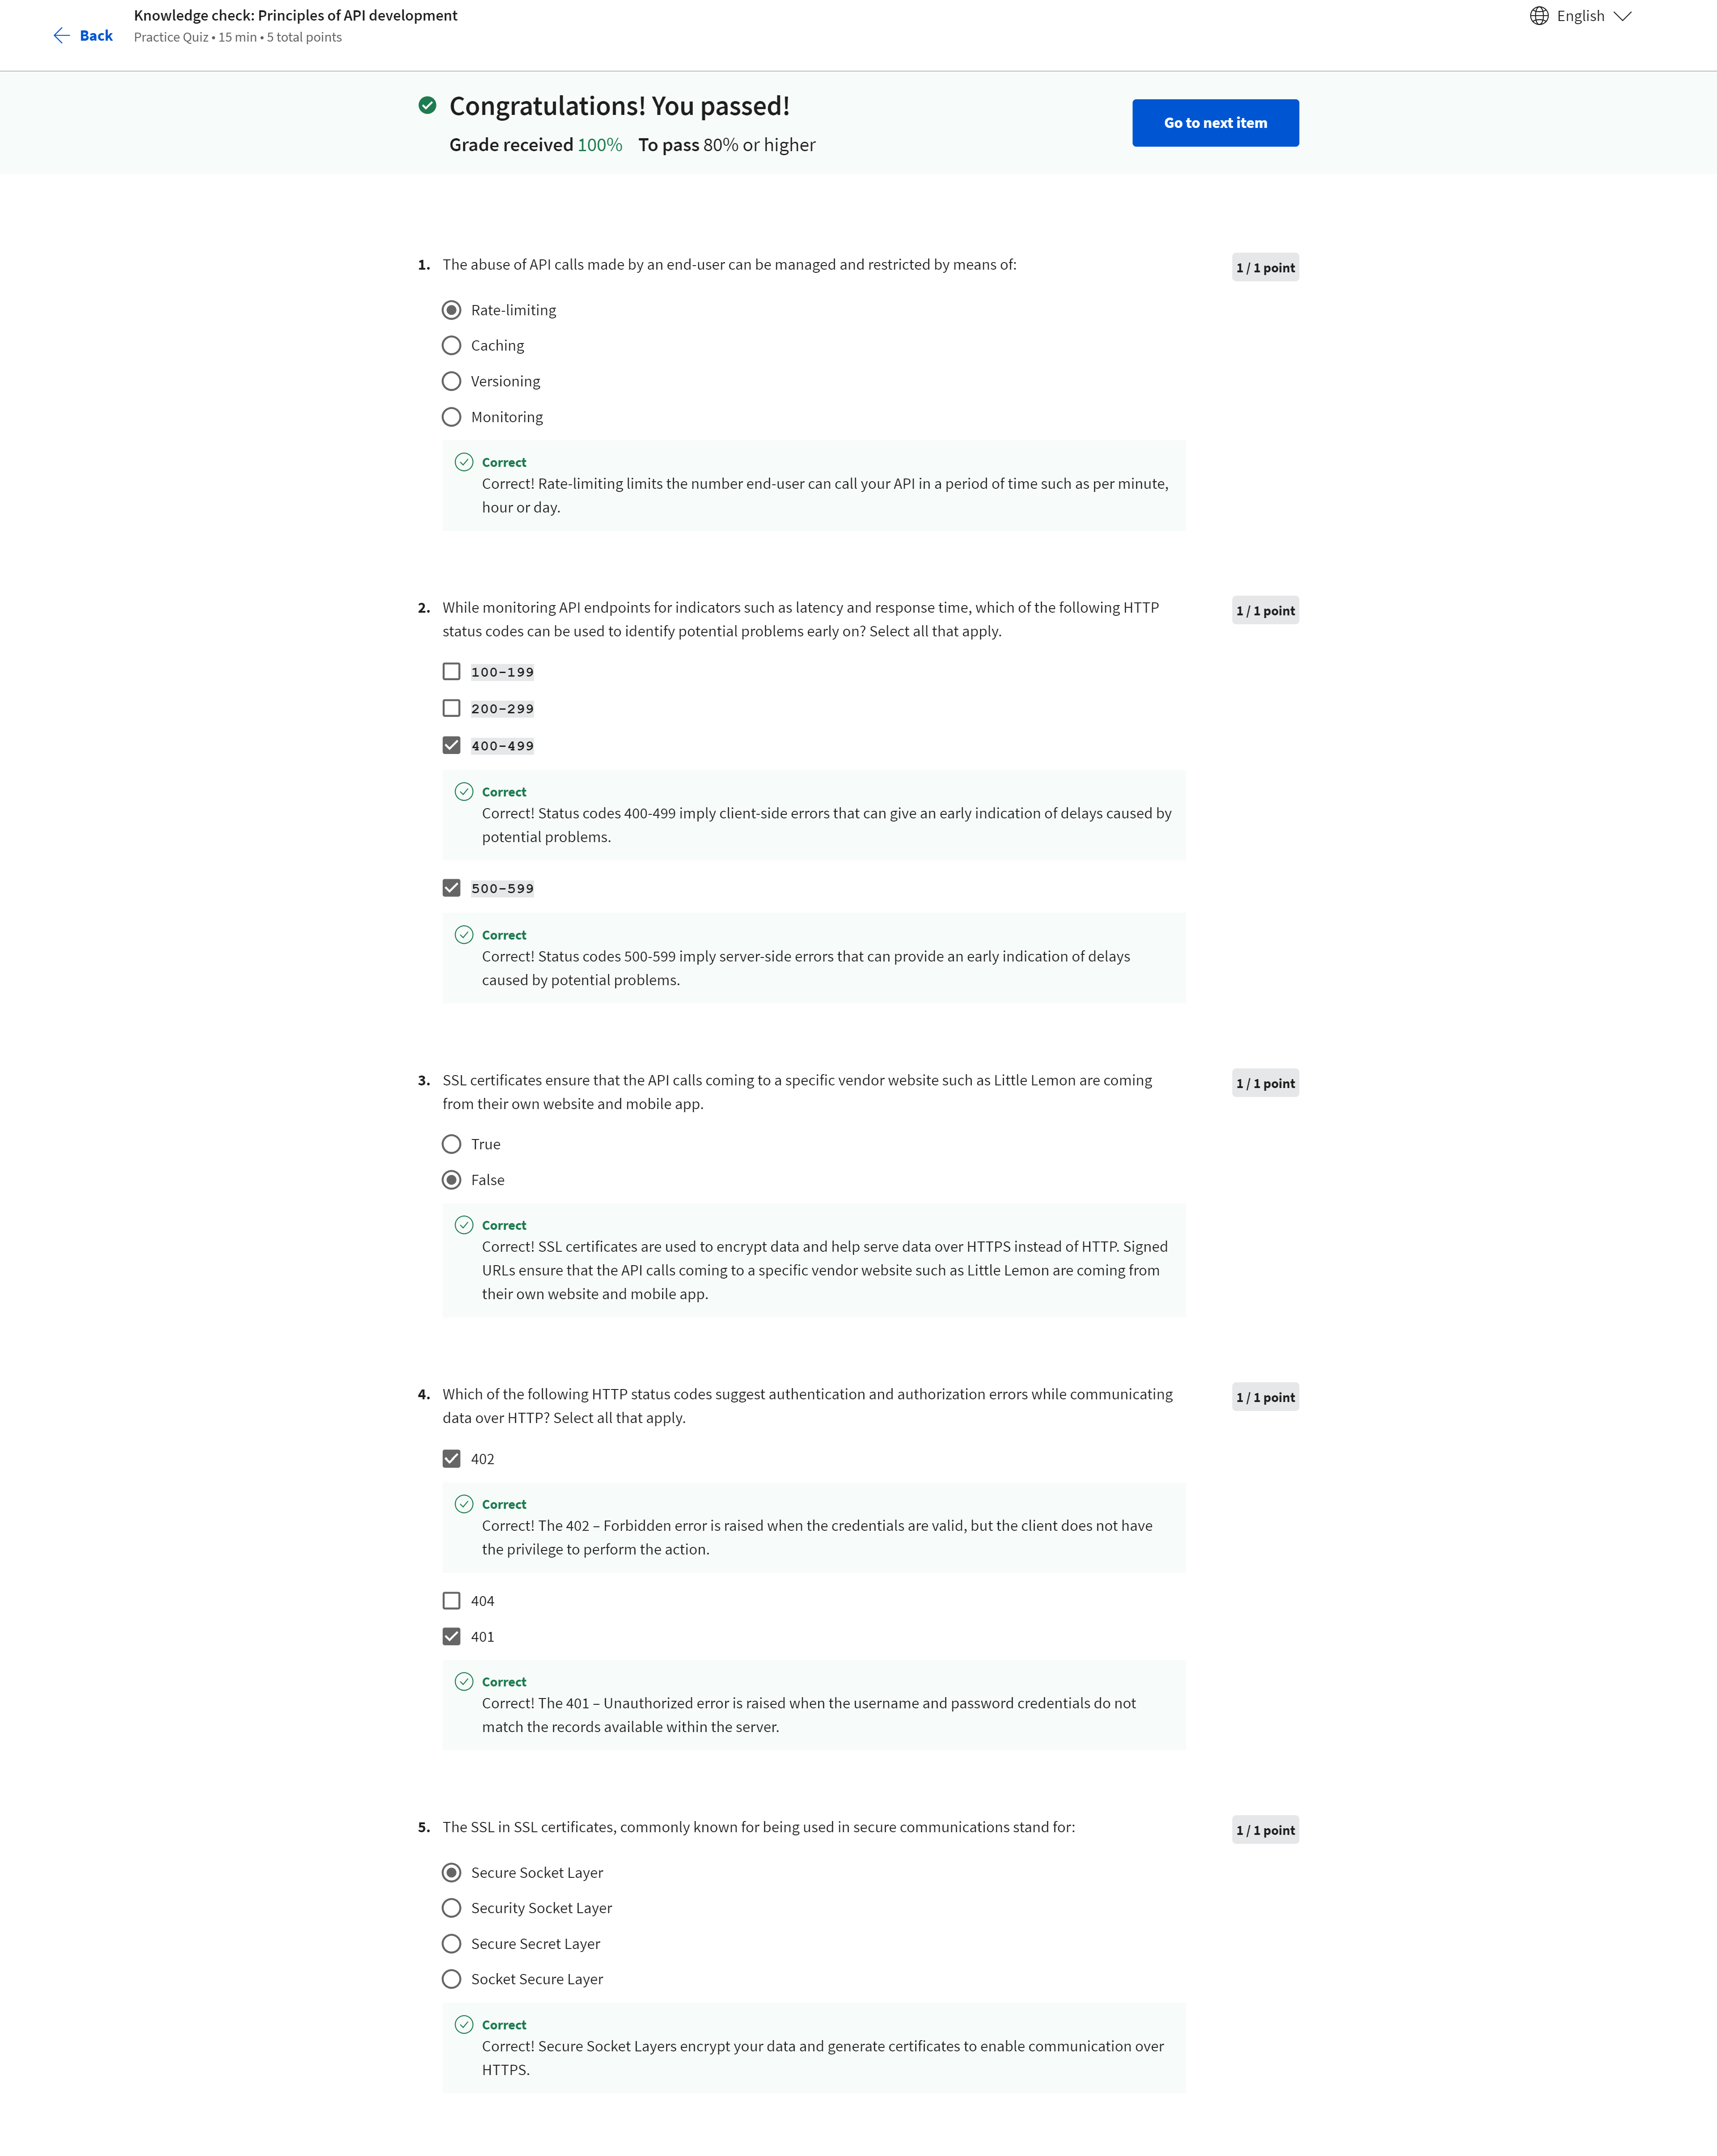 Knowledge check: Principles of API development
Back
Practice Quiz • 15 min • 5 total points
English
Congratulations! You passed!
Grade received 100% To pass 80% or higher
Go to next item
1. The abuse of API calls made by an end-user can be managed and restricted by means of:
1 / 1 point
Rate-limiting
Caching
Versioning
Monitoring
Correct
Correct! Rate-limiting limits the number end-user can call your API in a period of time such as per minute,
hour or day.
2. While monitoring API endpoints for indicators such as latency and response time, which of the following HTTP
status codes can be used to identify potential problems early on? Select all that apply.
1 / 1 point
100-199
200-299
400-499
Correct
Correct! Status codes 400-499 imply client-side errors that can give an early indication of delays caused by
potential problems.
500-599
Correct
Correct! Status codes 500-599 imply server-side errors that can provide an early indication of delays
caused by potential problems.
3. SSL certificates ensure that the API calls coming to a specific vendor website such as Little Lemon are coming
from their own website and mobile app.
1 / 1 point
True
False
Correct
Correct! SSL certificates are used to encrypt data and help serve data over HTTPS instead of HTTP. Signed
URLs ensure that the API calls coming to a specific vendor website such as Little Lemon are coming from
their own website and mobile app.
4. Which of the following HTTP status codes suggest authentication and authorization errors while communicating
data over HTTP? Select all that apply.
1 / 1 point
402
Correct
Correct! The 402 – Forbidden error is raised when the credentials are valid, but the client does not have
the privilege to perform the action.
404
401
Correct
Correct! The 401 – Unauthorized error is raised when the username and password credentials do not
match the records available within the server.
5. The SSL in SSL certificates, commonly known for being used in secure communications stand for:
1 / 1 point
Secure Socket Layer
Security Socket Layer
Secure Secret Layer
Socket Secure Layer
Correct
Correct! Secure Socket Layers encrypt your data and generate certificates to enable communication over
HTTPS.